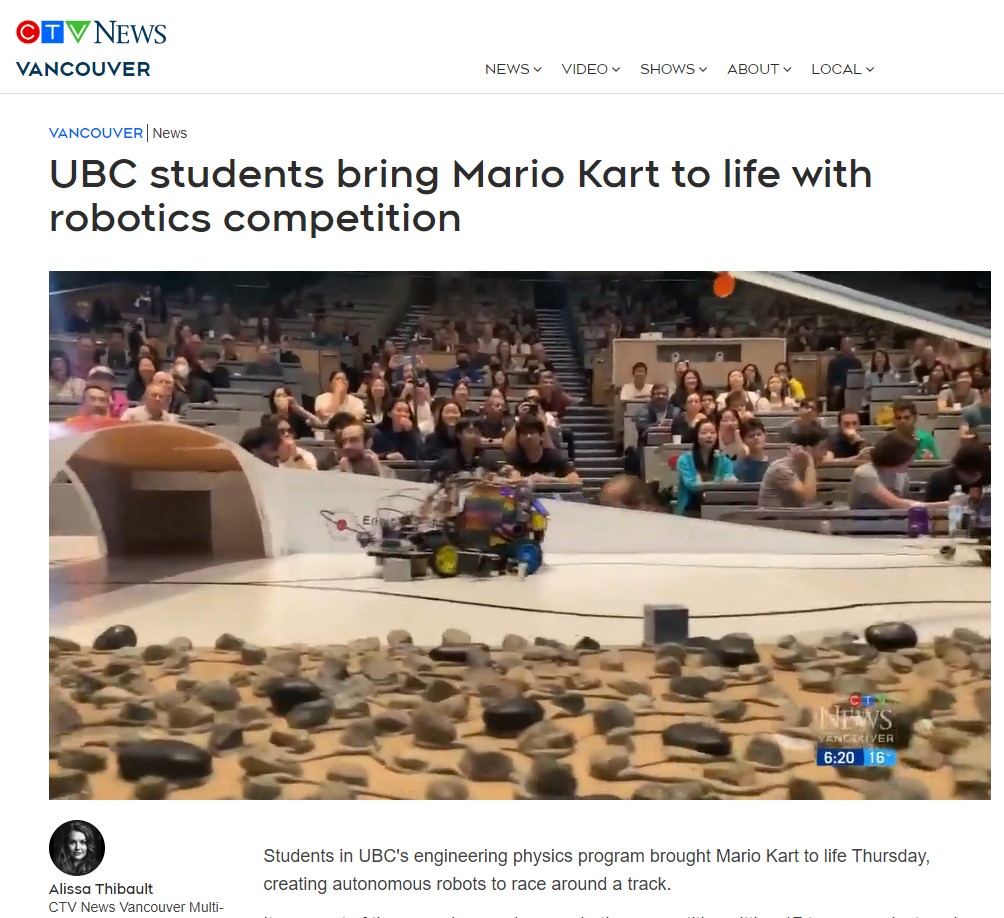 CTV NEWS
VANCOUVER
NEWS VIDEO SHOWS ABOUT LOCAL
VANCOUVER | News
UBC students bring Mario Kart to life with
robotics competition
CTV
NEWS
VANCOUVER
6:20 16°
Alissa Thibault
CTV News Vancouver Multi-
Students in UBC's engineering physics program brought Mario Kart to life Thursday,
creating autonomous robots to race around a track.